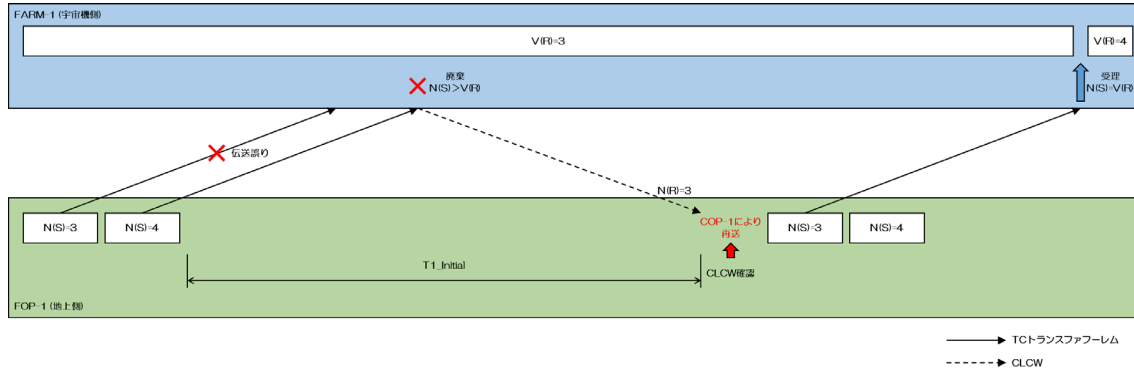 FARM-1 (宇宙機側)
V(R)=3
V(R)=4
廃棄
N(S)>V(R)
受理
N(S)=V(R)
伝送誤り
N(R)=3
N(S)=3
N(S)=4
COP-1により
再送
N(S)=3
N(S)=4
T1_Initial
CLCW確認
FOP-1 (地上側)
TCトランスファフーレム
CLCW